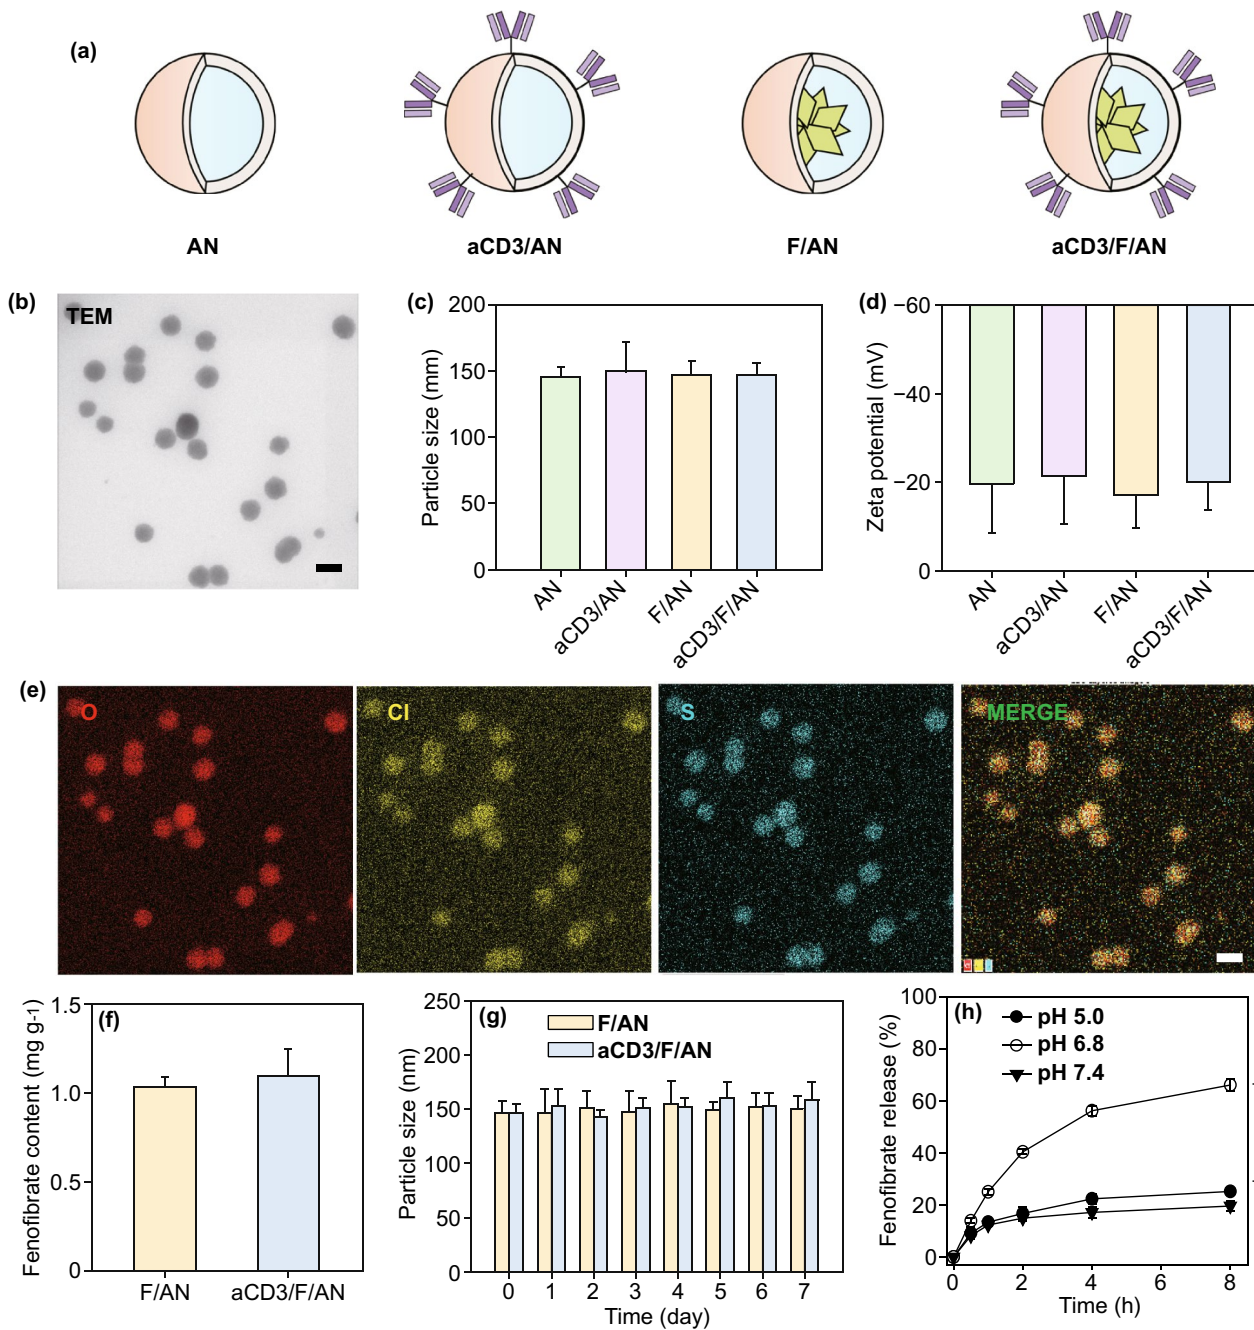 (a)
AN
aCD3/AN
F/AN
aCD3/F/AN
(b)
TEM
(c)
200
150
100
50
0
Particle size (mm)
AN
aCD3/AN
F/AN
aCD3/F/AN
(d)
−60
−40
−20
0
Zeta potential (mV)
AN
aCD3/AN
F/AN
aCD3/F/AN
(e)
O
Cl
S
MERGE
(f)
1.5
1.0
0.5
0
Fenofibrate content (mg g-1)
F/AN
aCD3/F/AN
(g)
250
200
150
100
50
0
Particle size (nm)
F/AN
aCD3/F/AN
0 1 2 3 4 5 6 7
Time (day)
(h)
100
80
60
40
20
0
Fenofibrate release (%)
pH 5.0
pH 6.8
pH 7.4
0 2 4 6 8
Time (h)